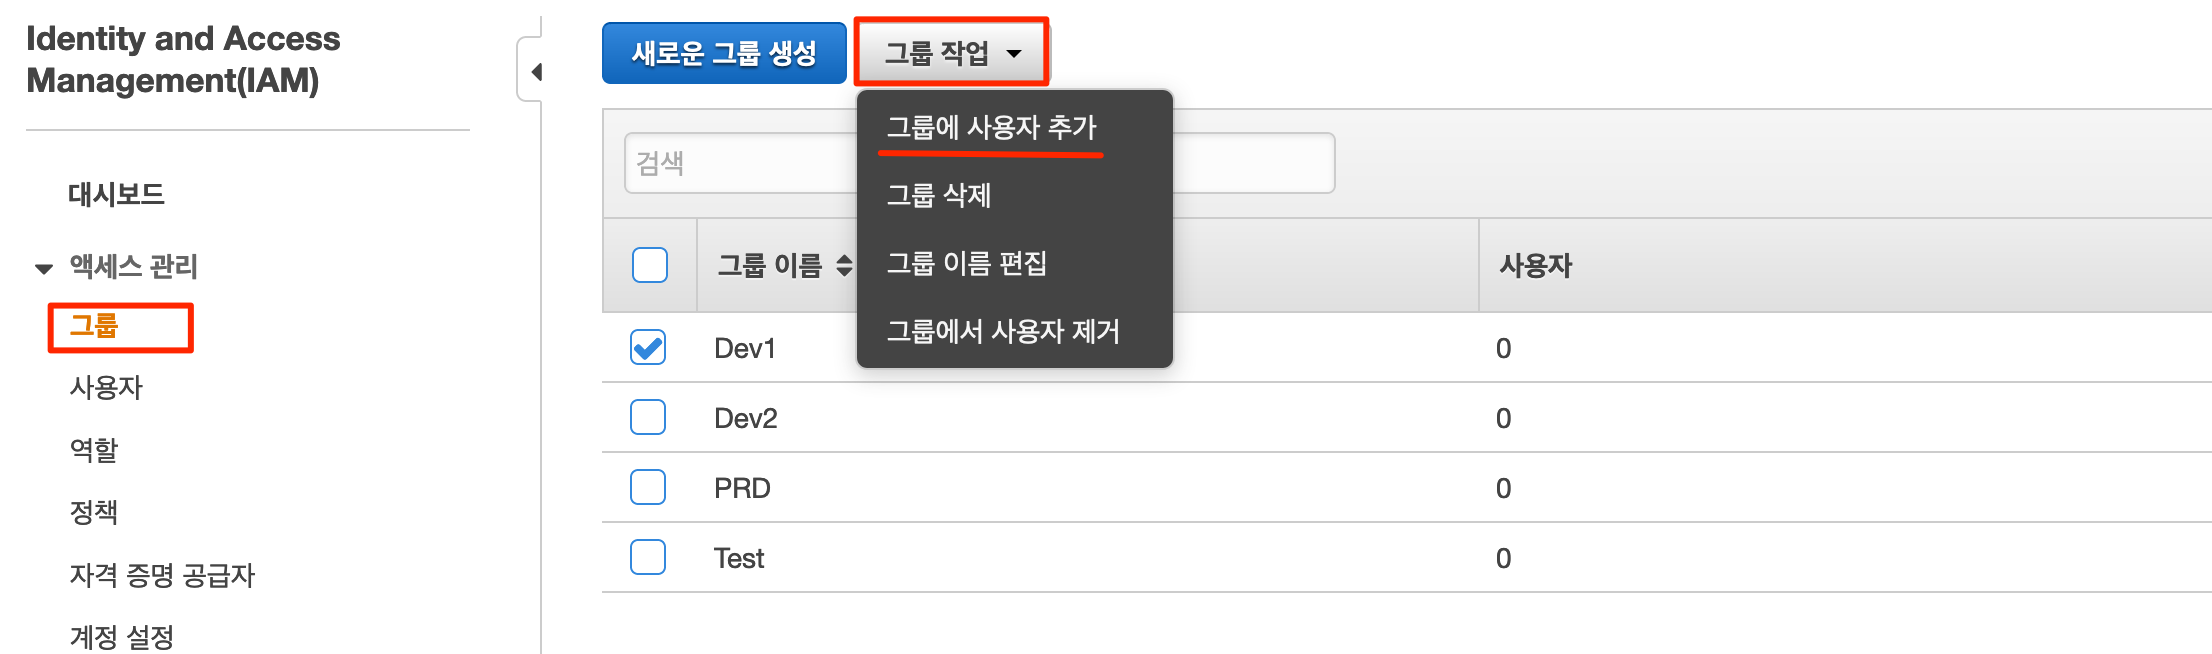 Identity and Access
Management(IAM)
대시보드
액세스 관리
그룹
사용자
역할
정책
자격 증명 공급자
계정 설정
새로운 그룹 생성
그룹 작업
그룹에 사용자 추가
그룹 삭제
그룹 이름 편집
그룹에서 사용자 제거
검색
그룹 이름
사용자
Dev1 0
Dev2 0
PRD 0
Test 0